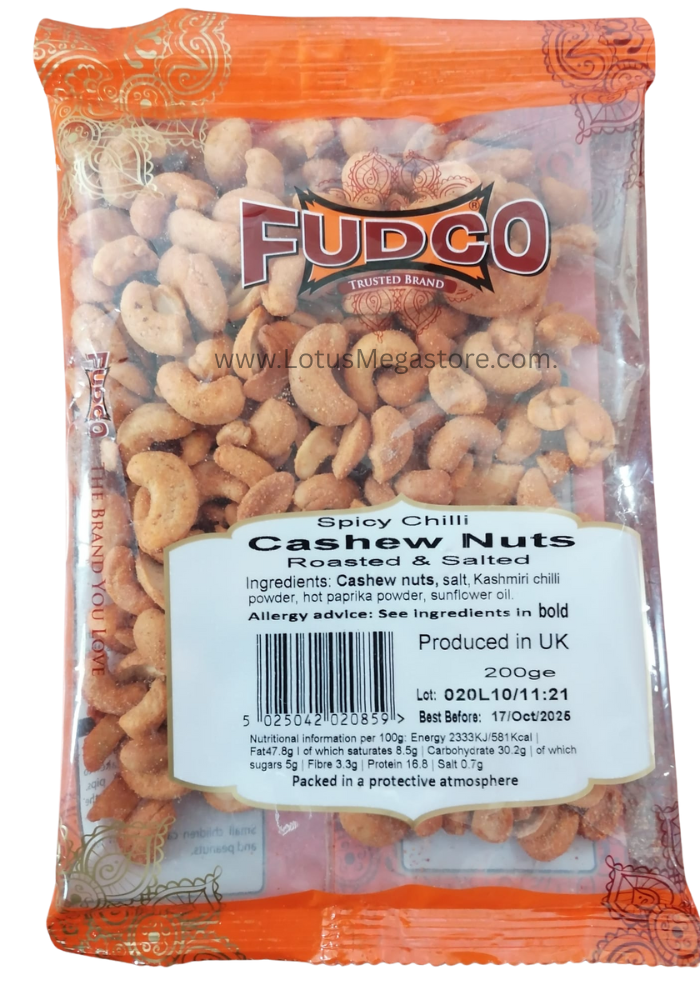 FUDCO®
TRUSTED BRAND
www.LotusMegastore.com.
FUDCO THE BRAND YOU LOVE
Spicy Chilli
Cashew Nuts
Roasted & Salted
Ingredients: Cashew nuts, salt, Kashmiri chilli
powder, hot paprika powder, sunflower oil.
Allergy advice: See ingredients in bold
Produced in UK
200ge
Lot: 020L10/11:21
5 025042 020859 >
Best Before: 17/Oct/2025
Nutritional information per 100g: Energy 2333KJ/581Kcal |
Fat47.8g | of which saturates 8.5g | Carbohydrate 30.2g | of which
sugars 5g | Fibre 3.3g | Protein 16.8 | Salt 0.7g
Packed in a protective atmosphere
small children
and peanuts.